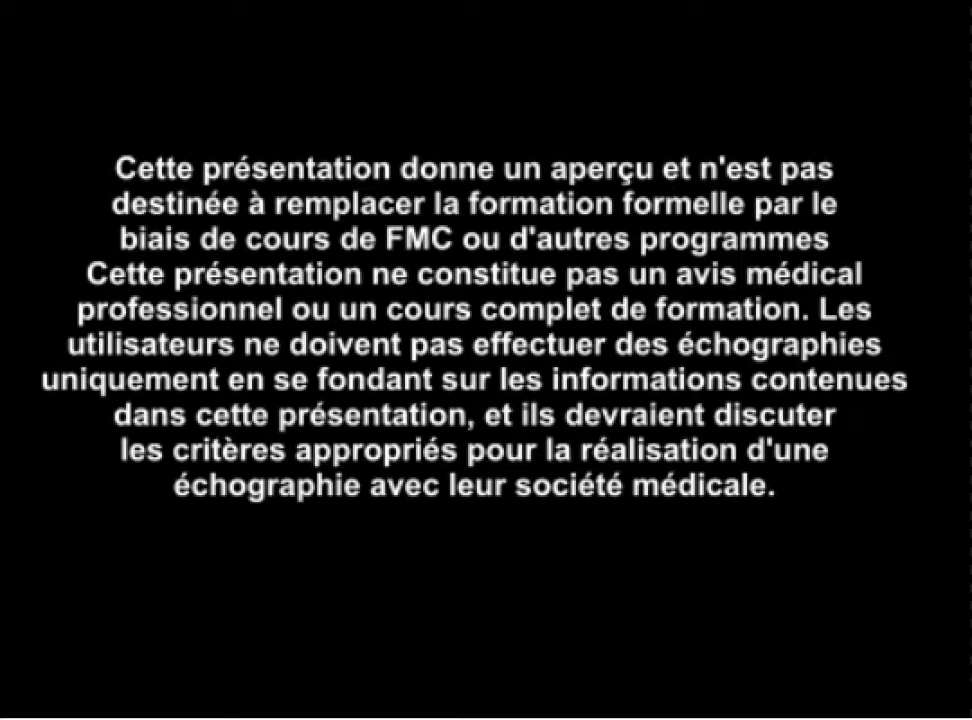 Cette présentation donne un aperçu et n'est pas
destinée à remplacer la formation formelle par le
biais de cours de FMC ou d'autres programmes
Cette présentation ne constitue pas un avis médical
professionnel ou un cours complet de formation. Les
utilisateurs ne doivent pas effectuer des échographies
uniquement en se fondant sur les informations contenues
dans cette présentation, et ils devraient discuter
les critères appropriés pour la réalisation d'une
échographie avec leur société médicale.